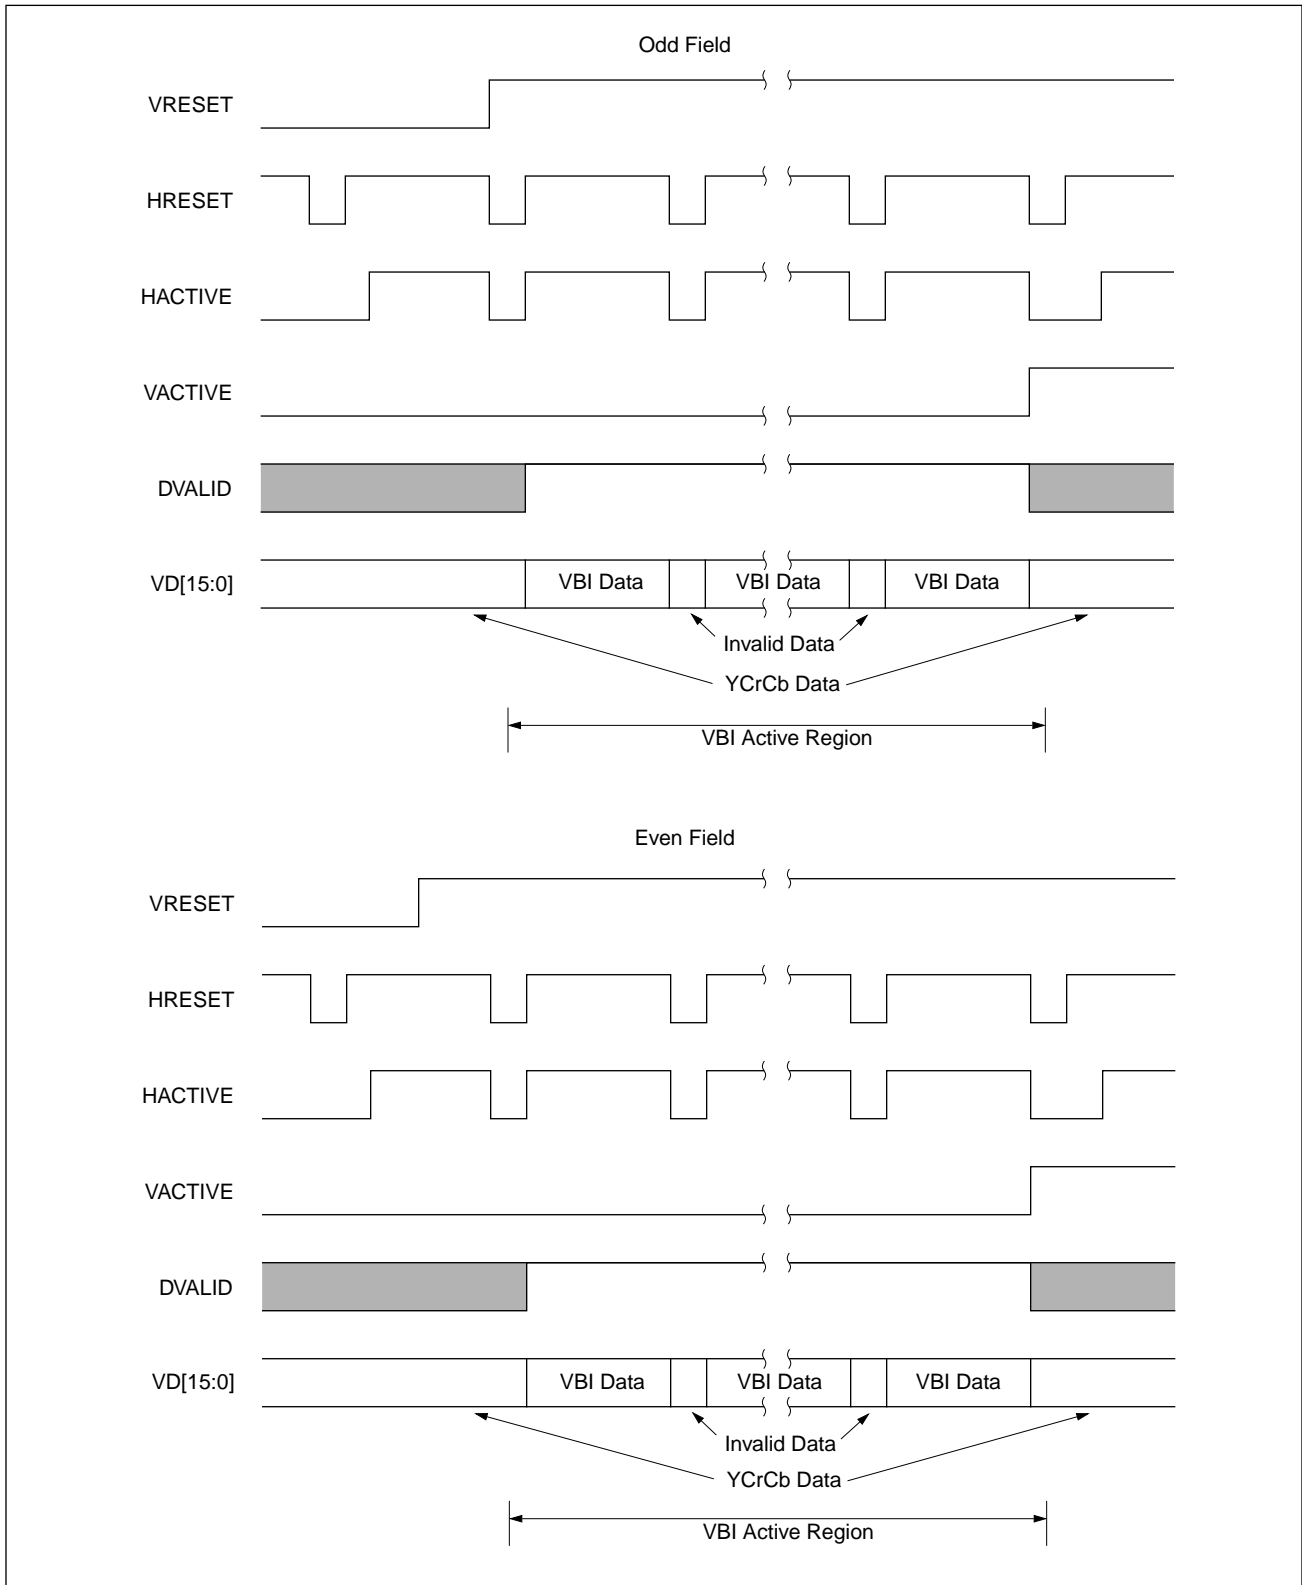 Odd Field
VRESET
HRESET
HACTIVE
VACTIVE
DVALID
VD[15:0]
VBI Data VBI Data VBI Data
Invalid Data
YCrCb Data
VBI Active Region
Even Field
VRESET
HRESET
HACTIVE
VACTIVE
DVALID
VD[15:0]
VBI Data VBI Data VBI Data
Invalid Data
YCrCb Data
VBI Active Region